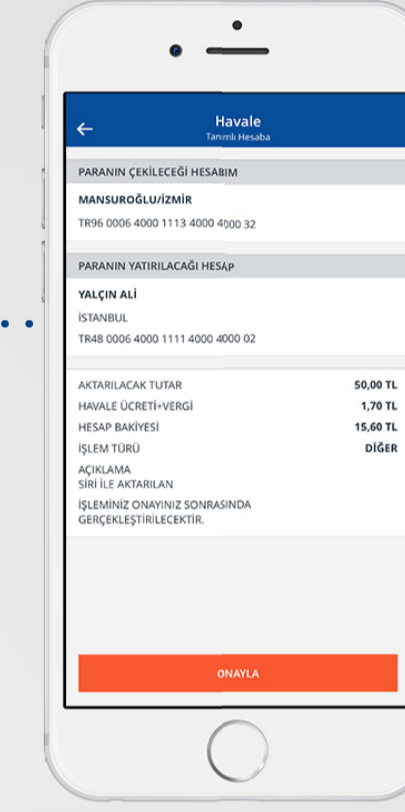 Havale
Tanımlı Hesaba
PARANIN ÇEKİLECEĞİ HESABIM
MANSUROĞLU/İZMİR
TR96 0006 4000 1113 4000 4000 32
PARANIN YATIRILACAĞI HESAP
YALÇIN ALİ
İSTANBUL
TR48 0006 4000 1111 4000 4000 02
AKTARILACAK TUTAR 50,00 TL
HAVALE ÜCRETİ+VERGİ 1,70 TL
HESAP BAKİYESİ 15,60 TL
İŞLEM TÜRÜ DİĞER
AÇIKLAMA
SİRİ İLE AKTARILAN
İŞLEMİNİZ ONAYINIZ SONRASINDA
GERÇEKLEŞTİRİLECEKTİR.
ONAYLA